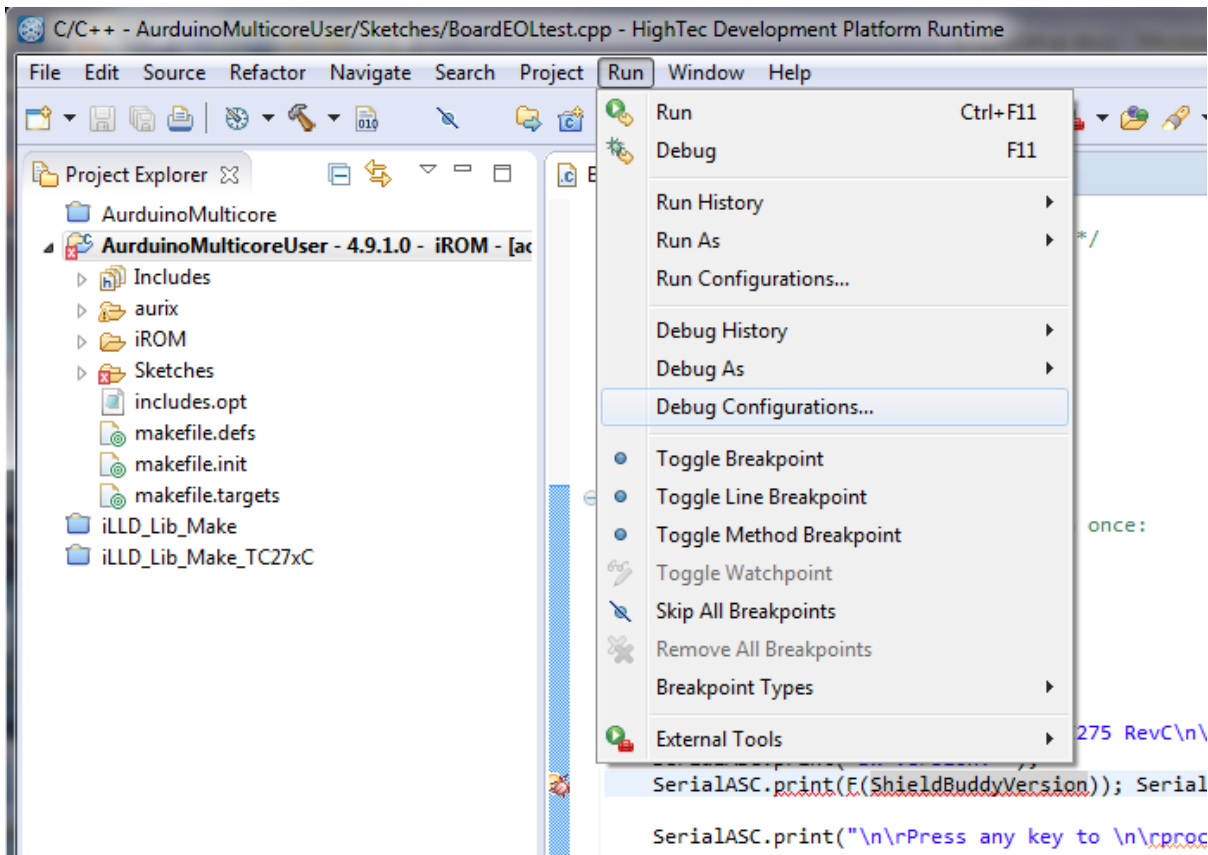 C/C++ - AurduinoMulticoreUser/Sketches/BoardEOLtest.cpp - HighTec Development Platform Runtime
File Edit Source Refactor Navigate Search Project Run Window Help
Project Explorer
AurduinoMulticore
AurduinoMulticoreUser - 4.9.1.0 - iROM - [ac
Includes
aurix
iROM
Sketches
includes.opt
makefile.defs
makefile.init
makefile.targets
iLLD_Lib_Make
iLLD_Lib_Make_TC27xC
Run Ctrl+F11
Debug F11
Run History
Run As
Run Configurations...
Debug History
Debug As
Debug Configurations...
Toggle Breakpoint
Toggle Line Breakpoint
Toggle Method Breakpoint
Toggle Watchpoint
Skip All Breakpoints
Remove All Breakpoints
Breakpoint Types
External Tools
*/
once:
275 RevC\n\
SerialASC.print(F(ShieldBuddyVersion)); Serial
SerialASC.print("\n\rPress any key to \n\rproc